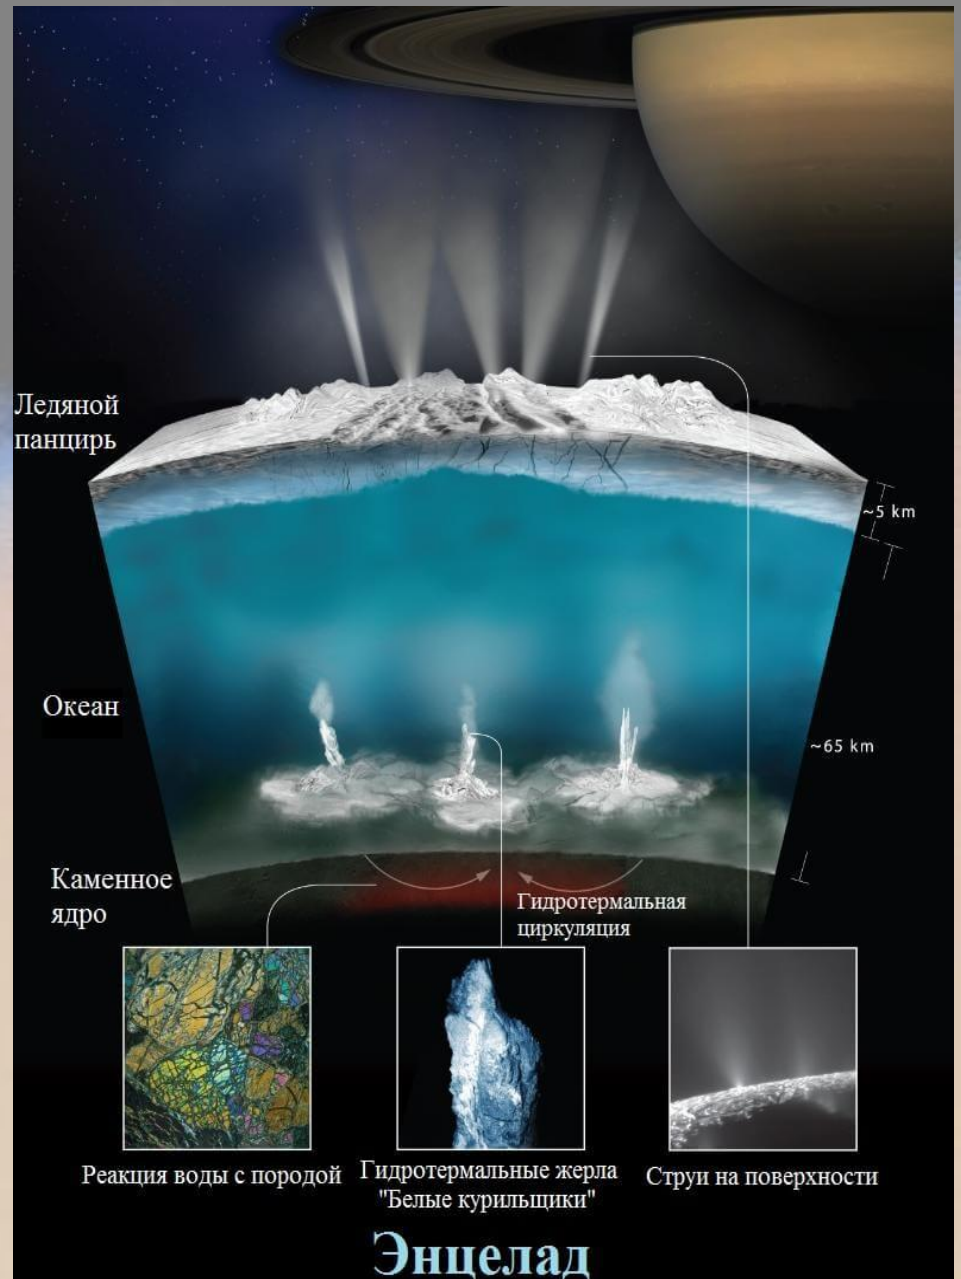 Ледяной
панцирь
~5 km
Океан
~65 km
Каменное
ядро
Гидротермальная
циркуляция
Реакция воды с породой
Гидротермальные жерла
"Белые курильщики"
Струи на поверхности
Энцелад